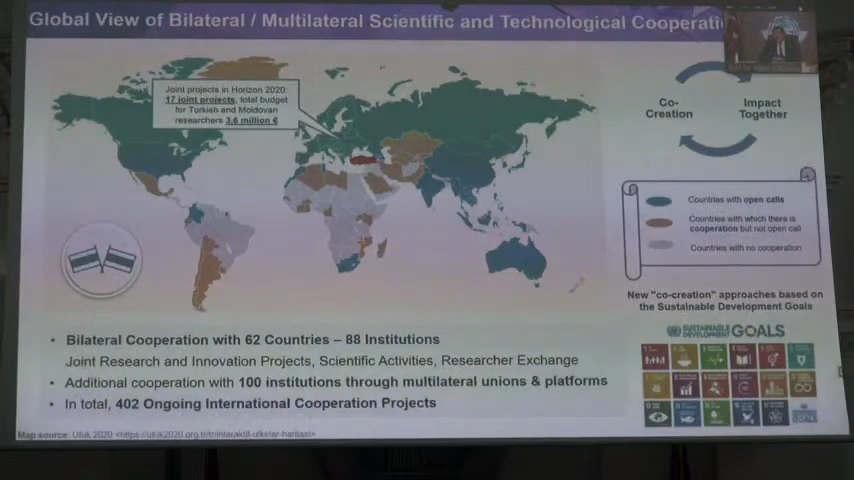 Global View of Bilateral / Multilateral Scientific and Technological Cooperati
Joint projects in Horizon 2020:
17 joint projects, total budget
for Turkish and Moldovan
researchers 3,6 million €
Co-
Creation
Impact
Together
Countries with open calls
Countries with which there is
cooperation but not open call
Countries with no cooperation
New "co-creation" approaches based on
the Sustainable Development Goals
SUSTAINABLE
DEVELOPMENT GOALS
• Bilateral Cooperation with 62 Countries – 88 Institutions
Joint Research and Innovation Projects, Scientific Activities, Researcher Exchange
• Additional cooperation with 100 institutions through multilateral unions & platforms
• In total, 402 Ongoing International Cooperation Projects
Map source: Ufuk 2020